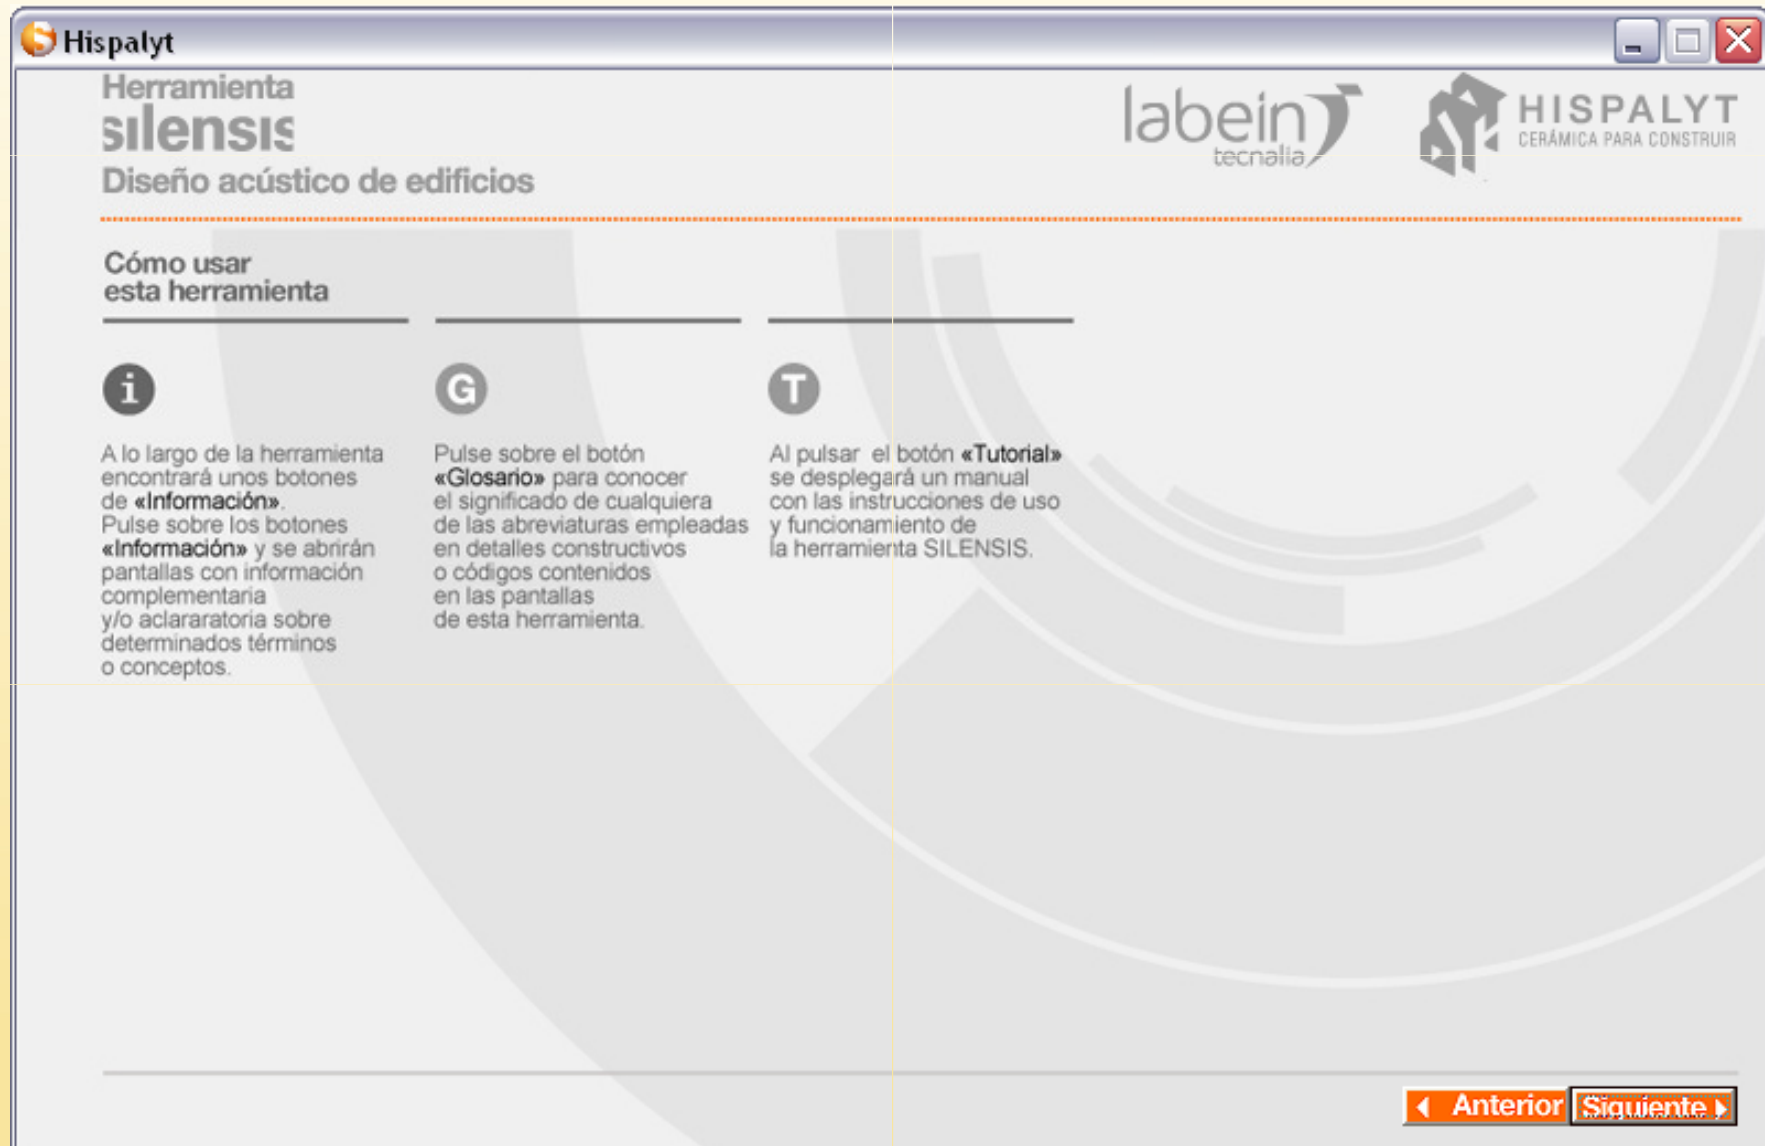 Hispalyt
Herramienta
silensis
Diseño acústico de edificios
labein
tecnalia
HISPALYT
CERÁMICA PARA CONSTRUIR
Cómo usar
esta herramienta
i
A lo largo de la herramienta
encontrará unos botones
de «Información».
Pulse sobre los botones
«Información» y se abrirán
pantallas con información
complementaria
y/o aclararatoria sobre
determinados términos
o conceptos.
G
Pulse sobre el botón
«Glosario» para conocer
el significado de cualquiera
de las abreviaturas empleadas
en detalles constructivos
o códigos contenidos
en las pantallas
de esta herramienta.
T
Al pulsar el botón «Tutorial»
se desplegará un manual
con las instrucciones de uso
y funcionamiento de
la herramienta SILENSIS.
Anterior
Siguiente